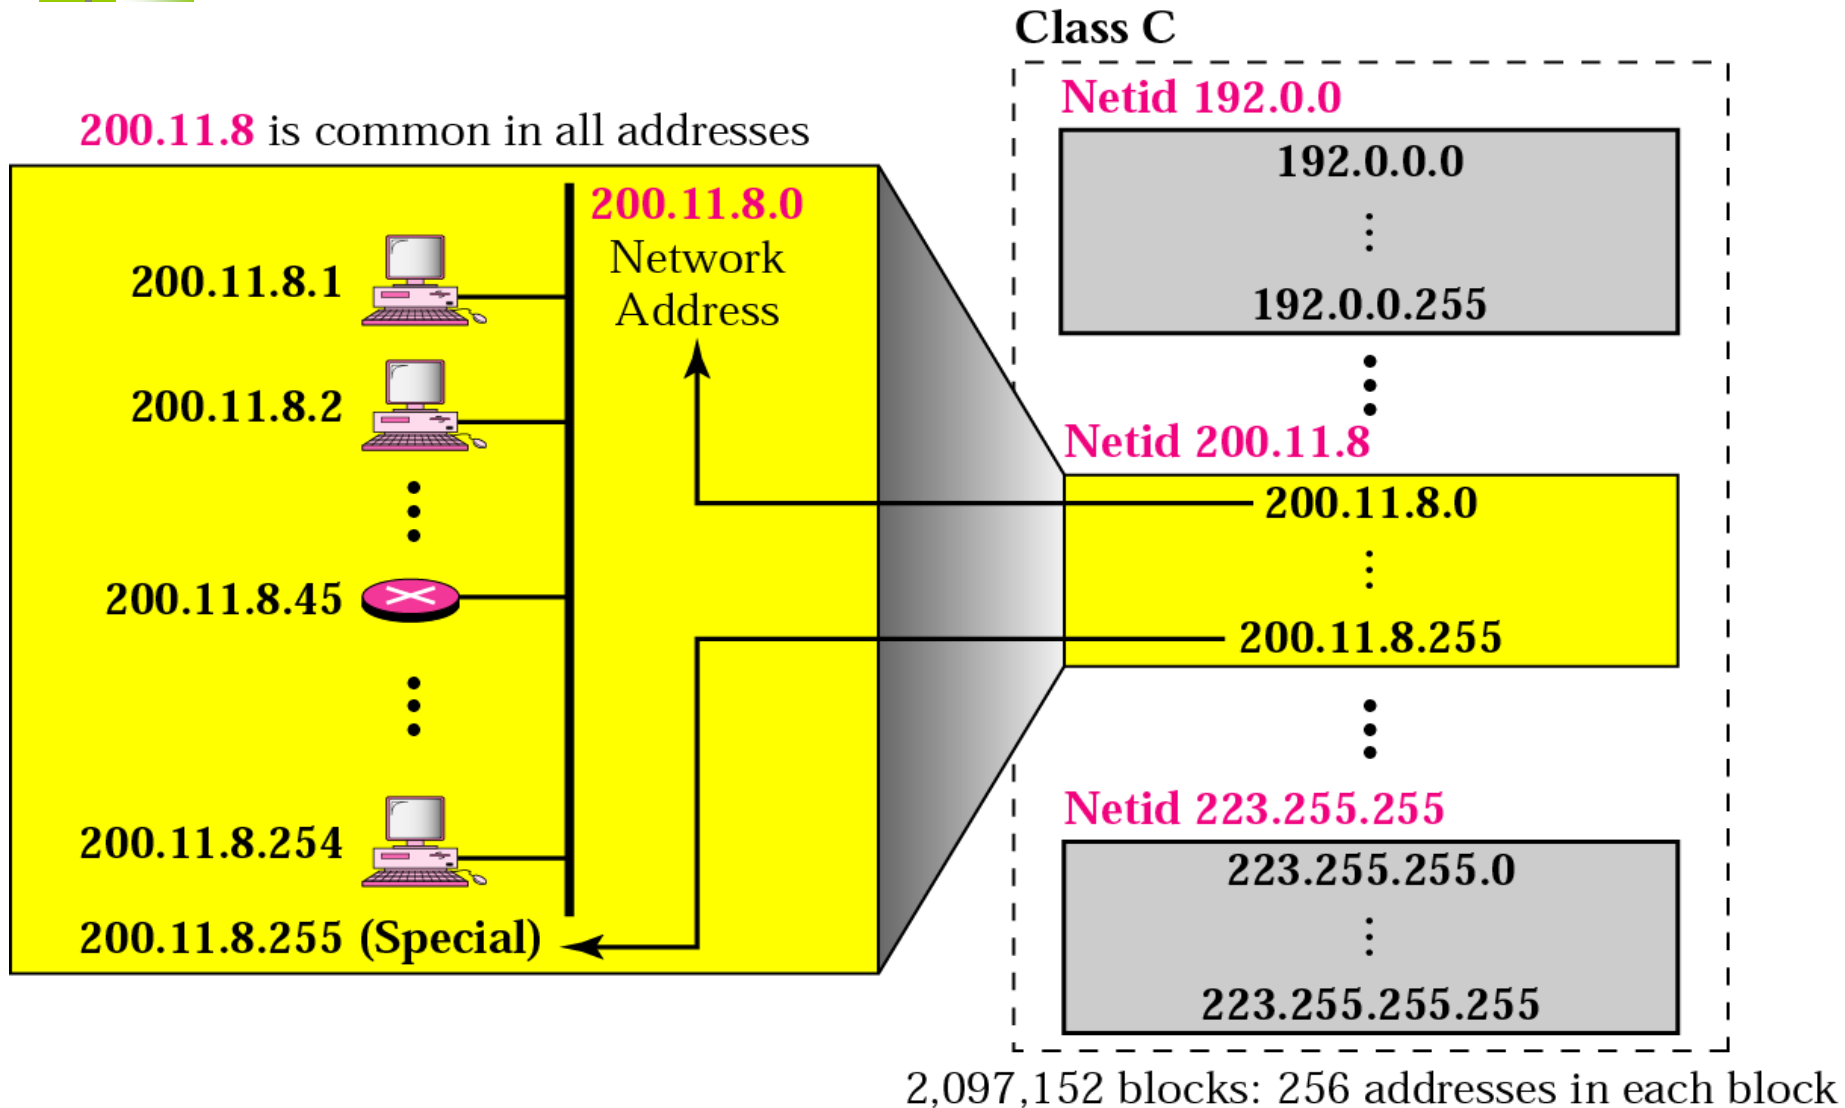 Class C
Netid 192.0.0
192.0.0.0
192.0.0.255
200.11.8 is common in all addresses
200.11.8.0
Network
Address
200.11.8.1
200.11.8.2
200.11.8.45
200.11.8.254
200.11.8.255 (Special)
Netid 200.11.8
200.11.8.0
200.11.8.255
Netid 223.255.255
223.255.255.0
223.255.255.255
2,097,152 blocks: 256 addresses in each block